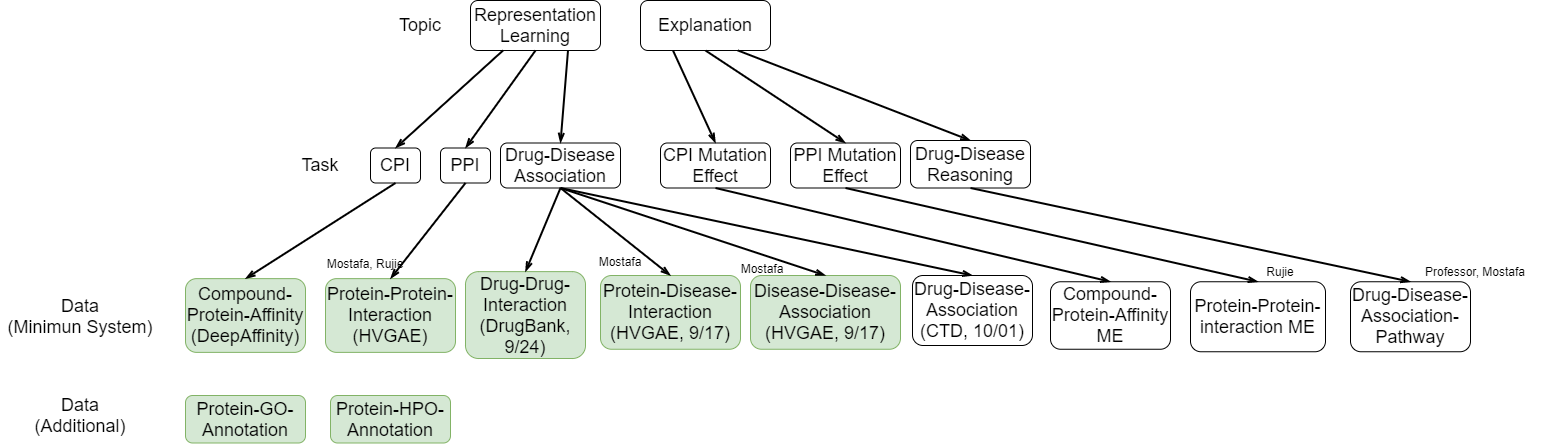 Topic
Representation
Learning
Explanation
Task
CPI
PPI
Drug-Disease
Association
CPI Mutation
Effect
PPI Mutation
Effect
Drug-Disease
Reasoning
Mostafa, Rujie
Mostafa
Mostafa
Rujie
Professor, Mostafa
Data
(Minimun System)
Compound-
Protein-Affinity
(DeepAffinity)
Protein-Protein-
Interaction
(HVGAE)
Drug-Drug-
Interaction
(DrugBank,
9/24)
Protein-Disease-
Interaction
(HVGAE, 9/17)
Disease-Disease-
Association
(HVGAE, 9/17)
Drug-Disease-
Association
(CTD, 10/01)
Compound-
Protein-Affinity
ME
Protein-Protein-
interaction ME
Drug-Disease-
Association-
Pathway
Data
(Additional)
Protein-GO-
Annotation
Protein-HPO-
Annotation